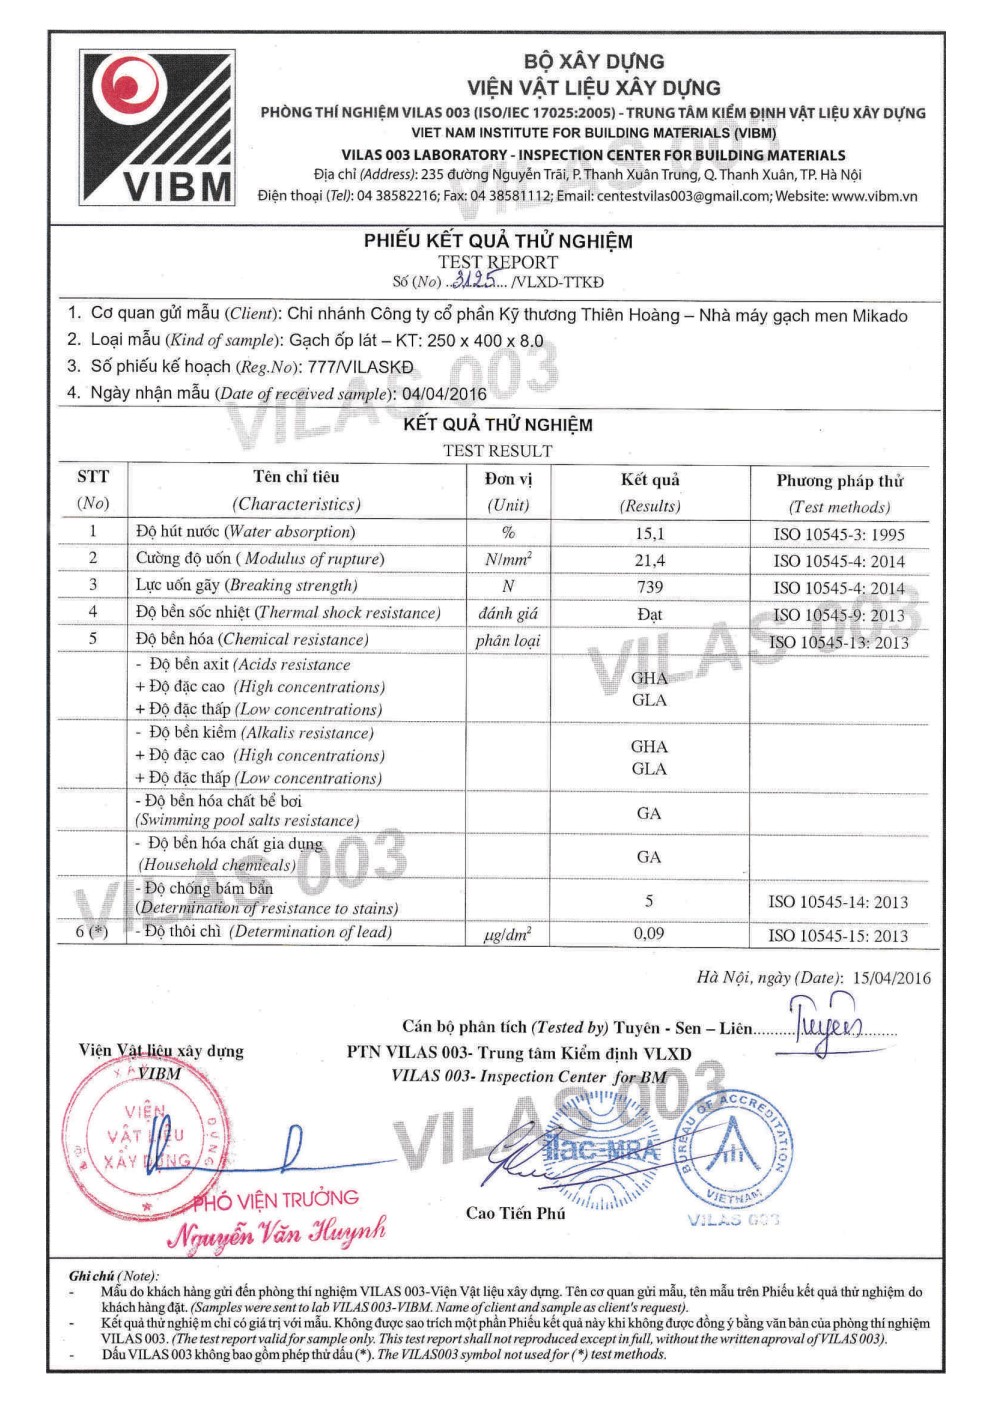 VIBM
BỘ XÂY DỰNG
VIỆN VẬT LIỆU XÂY DỰNG
PHÒNG THÍ NGHIỆM VILAS 003 (ISO/IEC 17025:2005) - TRUNG TÂM KIỂM ĐỊNH VẬT LIỆU XÂY DỰNG
VIET NAM INSTITUTE FOR BUILDING MATERIALS (VIBM)
VILAS 003 LABORATORY - INSPECTION CENTER FOR BUILDING MATERIALS
Địa chỉ (Address): 235 đường Nguyễn Trãi, P. Thanh Xuân Trung, Q. Thanh Xuân, TP. Hà Nội
Điện thoại (Tel): 04 38582216; Fax: 04 38581112; Email: centestvilas003@gmail.com; Website: www.vibm.vn
PHIẾU KẾT QUẢ THỬ NGHIỆM
TEST REPORT
Số (No) ..3125... /VLXD-TTKĐ
1. Cơ quan gửi mẫu (Client): Chi nhánh Công ty cổ phần Kỹ thương Thiên Hoàng – Nhà máy gạch men Mikado
2. Loại mẫu (Kind of sample): Gạch ốp lát – KT: 250 x 400 x 8.0
3. Số phiếu kế hoạch (Reg.No): 777/VILASKĐ
4. Ngày nhận mẫu (Date of received sample): 04/04/2016
KẾT QUẢ THỬ NGHIỆM
TEST RESULT
STT Tên chỉ tiêu Đơn vị Kết quả Phương pháp thử
(No) (Characteristics) (Unit) (Results) (Test methods)
1 Độ hút nước (Water absorption) % 15,1 ISO 10545-3: 1995
2 Cường độ uốn ( Modulus of rupture) N/mm² 21,4 ISO 10545-4: 2014
3 Lực uốn gãy (Breaking strength) N 739 ISO 10545-4: 2014
4 Độ bền sốc nhiệt (Thermal shock resistance) đánh giá Đạt ISO 10545-9: 2013
5 Độ bền hóa (Chemical resistance) phân loại ISO 10545-13: 2013
- Độ bền axit (Acids resistance
+ Độ đặc cao (High concentrations) GHA
+ Độ đặc thấp (Low concentrations) GLA
- Độ bền kiềm (Alkalis resistance)
+ Độ đặc cao (High concentrations) GHA
+ Độ đặc thấp (Low concentrations) GLA
- Độ bền hóa chất bể bơi
(Swimming pool salts resistance) GA
- Độ bền hóa chất gia dụng
(Household chemicals) GA
- Độ chống bám bẩn
(Determination of resistance to stains) 5 ISO 10545-14: 2013
6 (*) - Độ thôi chì (Determination of lead) µg/dm² 0,09 ISO 10545-15: 2013
Hà Nội, ngày (Date): 15/04/2016
Cán bộ phân tích (Tested by) Tuyên - Sen – Liên.......... Tuyên
Viện Vật liệu xây dựng PTN VILAS 003- Trung tâm Kiểm định VLXD
VIBM VILAS 003- Inspection Center for BM
VIỆN
VẬT LIỆU
XÂY DỰNG
ilac-MRA
BUREAU OF ACCREDITATION
VIETNAM
VILAS 003
PHÓ VIỆN TRƯỞNG
Nguyễn Văn Huynh
Cao Tiến Phú
Ghi chú (Note):
- Mẫu do khách hàng gửi đến phòng thí nghiệm VILAS 003-Viện Vật liệu xây dựng. Tên cơ quan gửi mẫu, tên mẫu trên Phiếu kết quả thử nghiệm do
khách hàng đặt. (Samples were sent to lab VILAS 003-VIBM. Name of client and sample as client's request).
- Kết quả thử nghiệm chỉ có giá trị với mẫu. Không được sao trích một phần Phiếu kết quả này khi không được đồng ý bằng văn bản của phòng thí nghiệm
VILAS 003. (The test report valid for sample only. This test report shall not reproduced except in full, without the written aproval of VILAS 003).
- Dấu VILAS 003 không bao gồm phép thử dấu (*). The VILAS003 symbol not used for (*) test methods.
VILAS 003
VILAS 003
VILAS 003
VILAS 003
VILAS 003